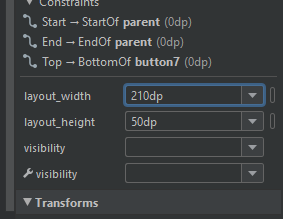 Constraints
Start → StartOf parent (0dp)
End → EndOf parent (0dp)
Top → BottomOf button7 (0dp)
layout_width 210dp
layout_height 50dp
visibility
visibility
Transforms